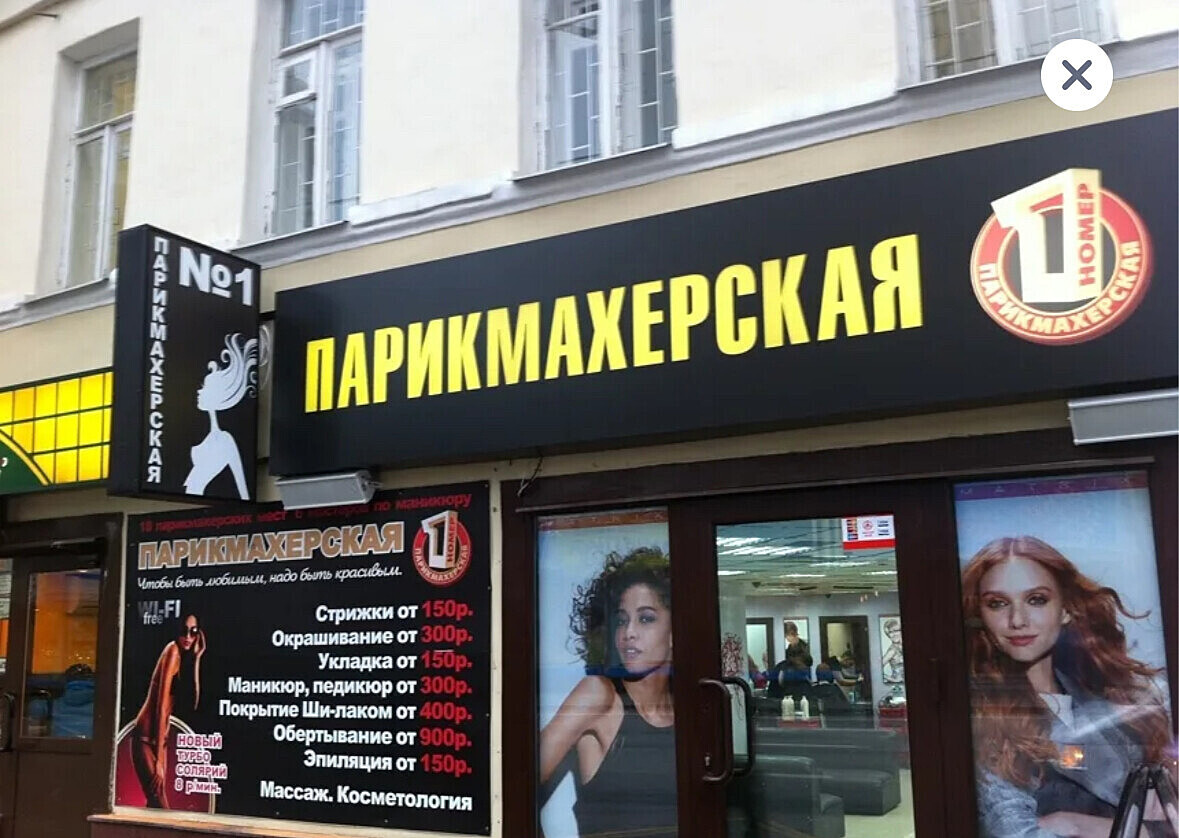 №1
ПАРИКМАХЕРСКАЯ
ПАРИКМАХЕРСКАЯ
1
НОМЕР
ПАРИКМАХЕРСКАЯ
18 парикмахерских мест 6 мастеров по маникюру
ПАРИКМАХЕРСКАЯ
1
НОМЕР
ПАРИКМАХЕРСКАЯ
Чтобы быть любимым, надо быть красивым.
WI-FI
free
Стрижки от 150р.
Окрашивание от 300р.
Укладка от 150р.
Маникюр, педикюр от 300р.
Покрытие Ши-лаком от 400р.
Обертывание от 900р.
Эпиляция от 150р.
Массаж. Косметология
НОВЫЙ
ТУРБО
СОЛЯРИЙ
8 р/мин.
MATRIX
MATRIX